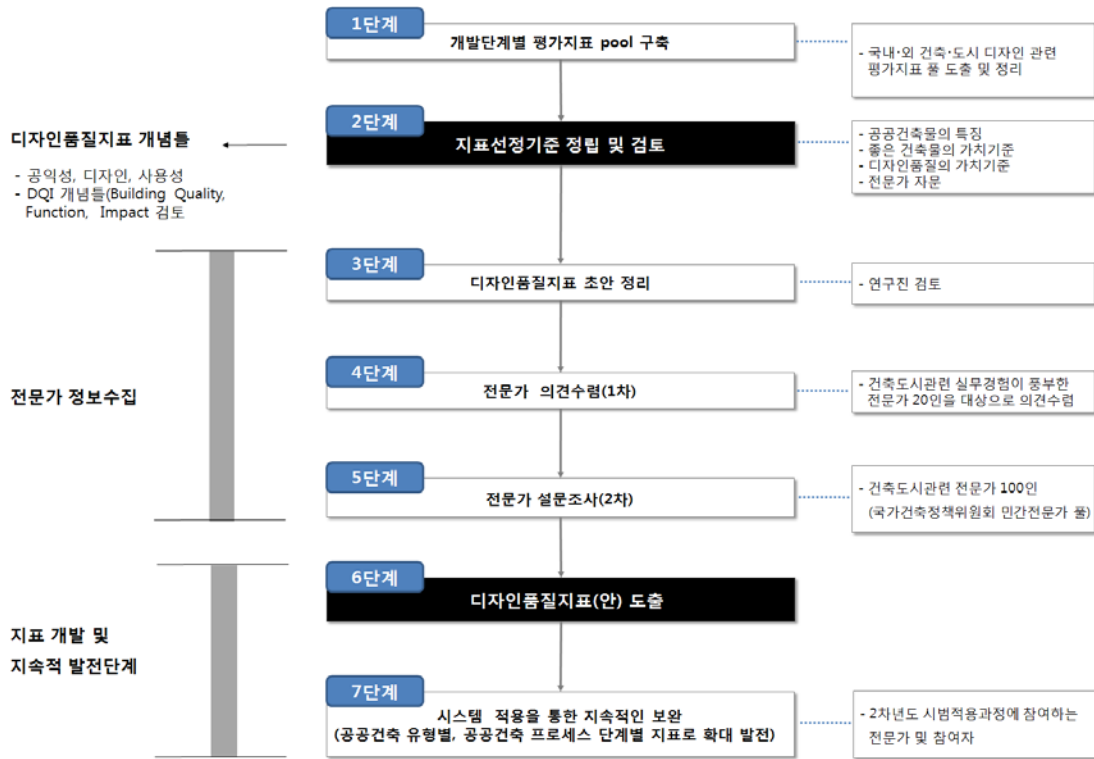 1단계
개발단계별 평가지표 pool 구축
- 국내·외 건축·도시 디자인 관련
평가지표 풀 도출 및 정리
디자인품질지표 개념틀
- 공익성, 디자인, 사용성
- DQI 개념틀(Building Quality,
Function, Impact 검토
2단계
지표선정기준 정립 및 검토
- 공공건축물의 특징
- 좋은 건축물의 가치기준
- 디자인품질의 가치기준
- 전문가 자문
전문가 정보수집
3단계
디자인품질지표 초안 정리
- 연구진 검토
4단계
전문가 의견수렴(1차)
- 건축도시관련 실무경험이 풍부한
전문가 20인을 대상으로 의견수렴
5단계
전문가 설문조사(2차)
- 건축도시관련 전문가 100인
(국가건축정책위원회 민간전문가 풀)
지표 개발 및
지속적 발전단계
6단계
디자인품질지표(안) 도출
7단계
시스템 적용을 통한 지속적인 보완
(공공건축 유형별, 공공건축 프로세스 단계별 지표로 확대 발전)
- 2차년도 시범적용과정에 참여하는
전문가 및 참여자